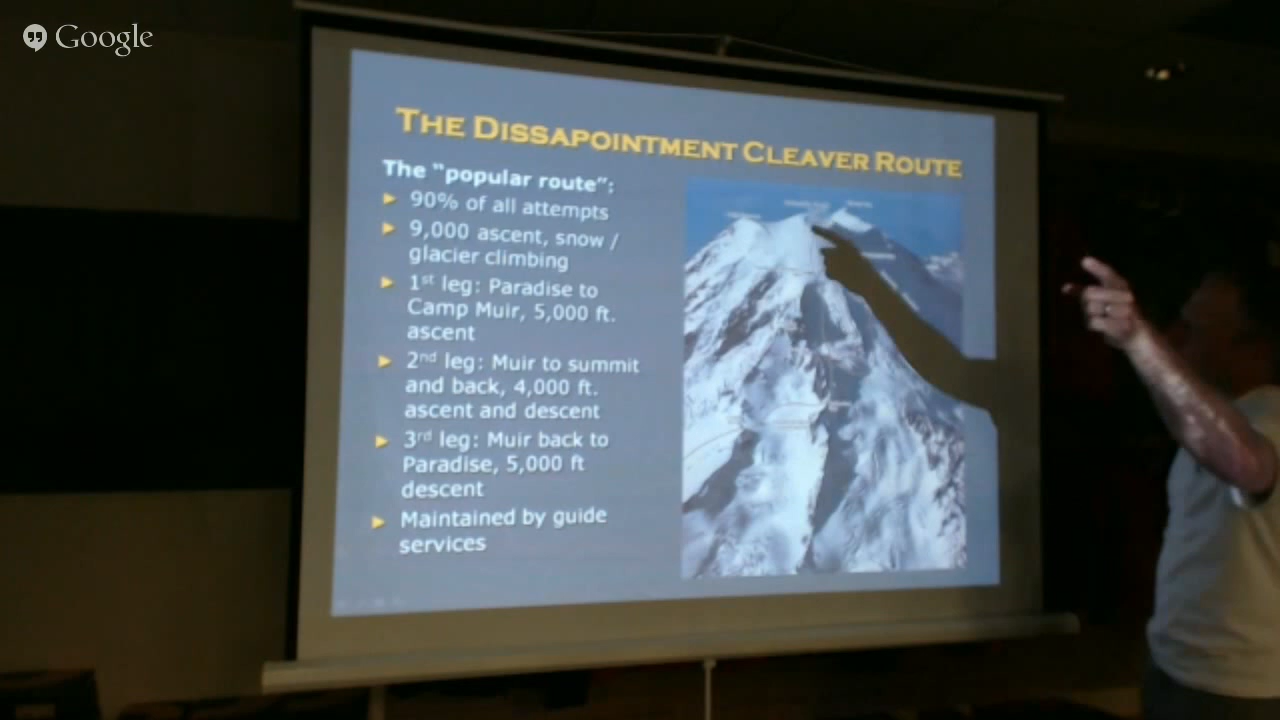 Google
THE DISSAPOINTMENT CLEAVER ROUTE
The "popular route":
90% of all attempts
9,000 ascent, snow /
glacier climbing
1st leg: Paradise to
Camp Muir, 5,000 ft.
ascent
2nd leg: Muir to summit
and back, 4,000 ft.
ascent and descent
3rd leg: Muir back to
Paradise, 5,000 ft
descent
Maintained by guide
services